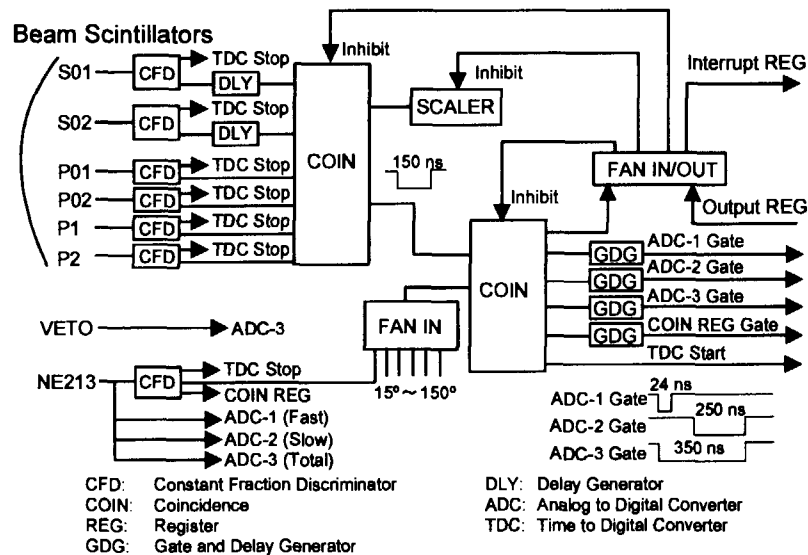 Beam Scintillators
S01
CFD
TDC Stop
DLY
S02
CFD
TDC Stop
DLY
P01
CFD
TDC Stop
P02
CFD
TDC Stop
P1
CFD
TDC Stop
P2
CFD
TDC Stop
COIN
Inhibit
SCALER
Inhibit
150 ns
Interrupt REG
FAN IN/OUT
Output REG
Inhibit
COIN
GDG
ADC-1 Gate
GDG
ADC-2 Gate
GDG
ADC-3 Gate
GDG
COIN REG Gate
TDC Start
FAN IN
15º～150º
VETO
ADC-3
NE213
CFD
TDC Stop
COIN REG
ADC-1 (Fast)
ADC-2 (Slow)
ADC-3 (Total)
24 ns
ADC-1 Gate
250 ns
ADC-2 Gate
ADC-3 Gate
350 ns
CFD: Constant Fraction Discriminator
COIN: Coincidence
REG: Register
GDG: Gate and Delay Generator
DLY: Delay Generator
ADC: Analog to Digital Converter
TDC: Time to Digital Converter